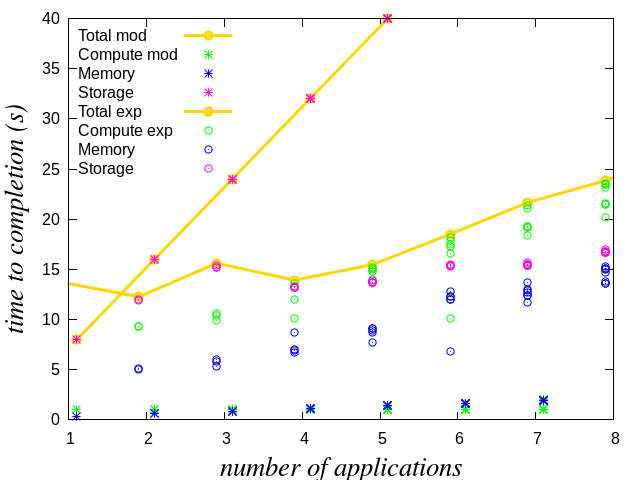 40
35
30
25
20
15
10
5
0
time to completion (s)
Total mod
Compute mod
Memory
Storage
Total exp
Compute exp
Memory
Storage
1 2 3 4 5 6 7 8
number of applications